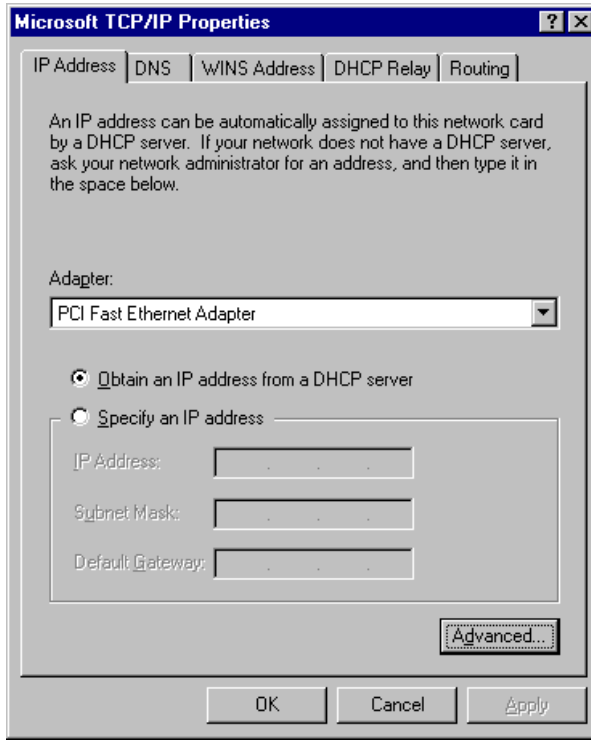 Microsoft TCP/IP Properties
IP Address
DNS
WINS Address
DHCP Relay
Routing
An IP address can be automatically assigned to this network card
by a DHCP server. If your network does not have a DHCP server,
ask your network administrator for an address, and then type it in
the space below.
Adapter:
PCI Fast Ethernet Adapter
Obtain an IP address from a DHCP server
Specify an IP address
IP Address:
Subnet Mask:
Default Gateway:
Advanced...
OK
Cancel
Apply